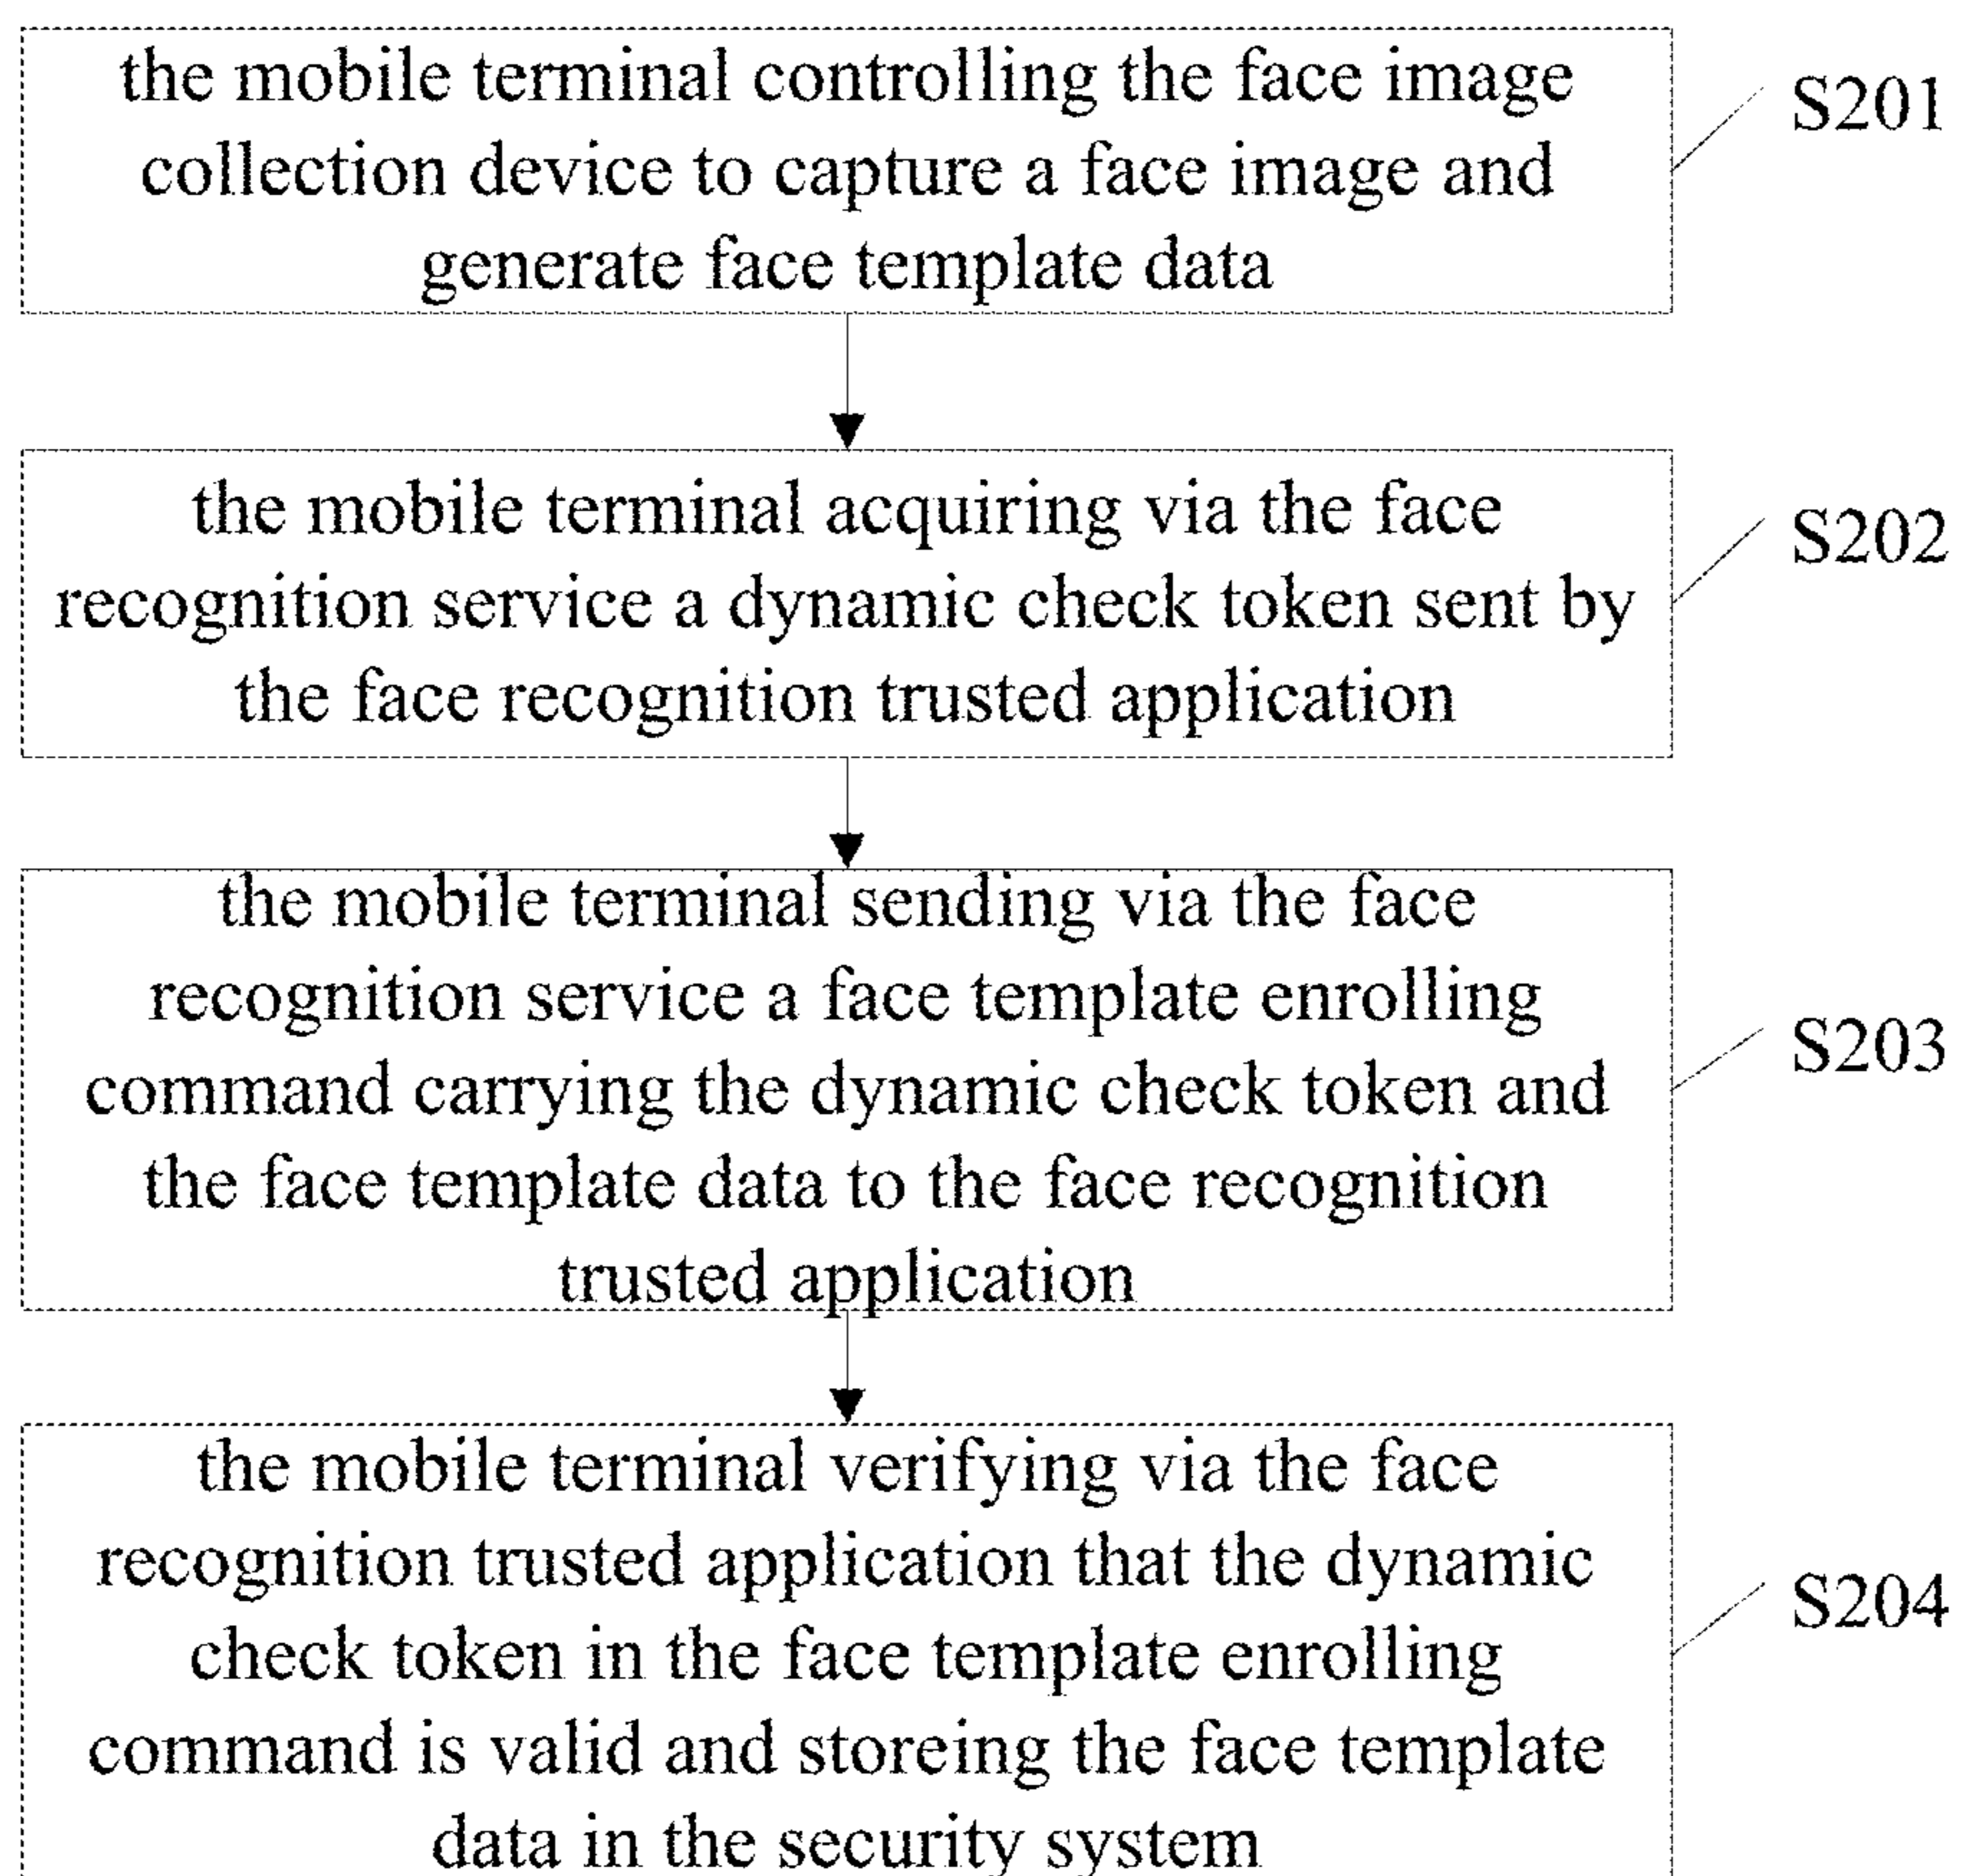 the mobile terminal controlling the face image
collection device to capture a face image and
generate face template data
S201
the mobile terminal acquiring via the face
recognition service a dynamic check token sent by
the face recognition trusted application
S202
the mobile terminal sending via the face
recognition service a face template enrolling
command carrying the dynamic check token and
the face template data to the face recognition
trusted application
S203
the mobile terminal verifying via the face
recognition trusted application that the dynamic
check token in the face template enrolling
command is valid and storeing the face template
data in the security system
S204